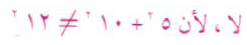 لا ، لأن ٥ ٢ + ١٠ ٢ ≠ ١٢ ٢